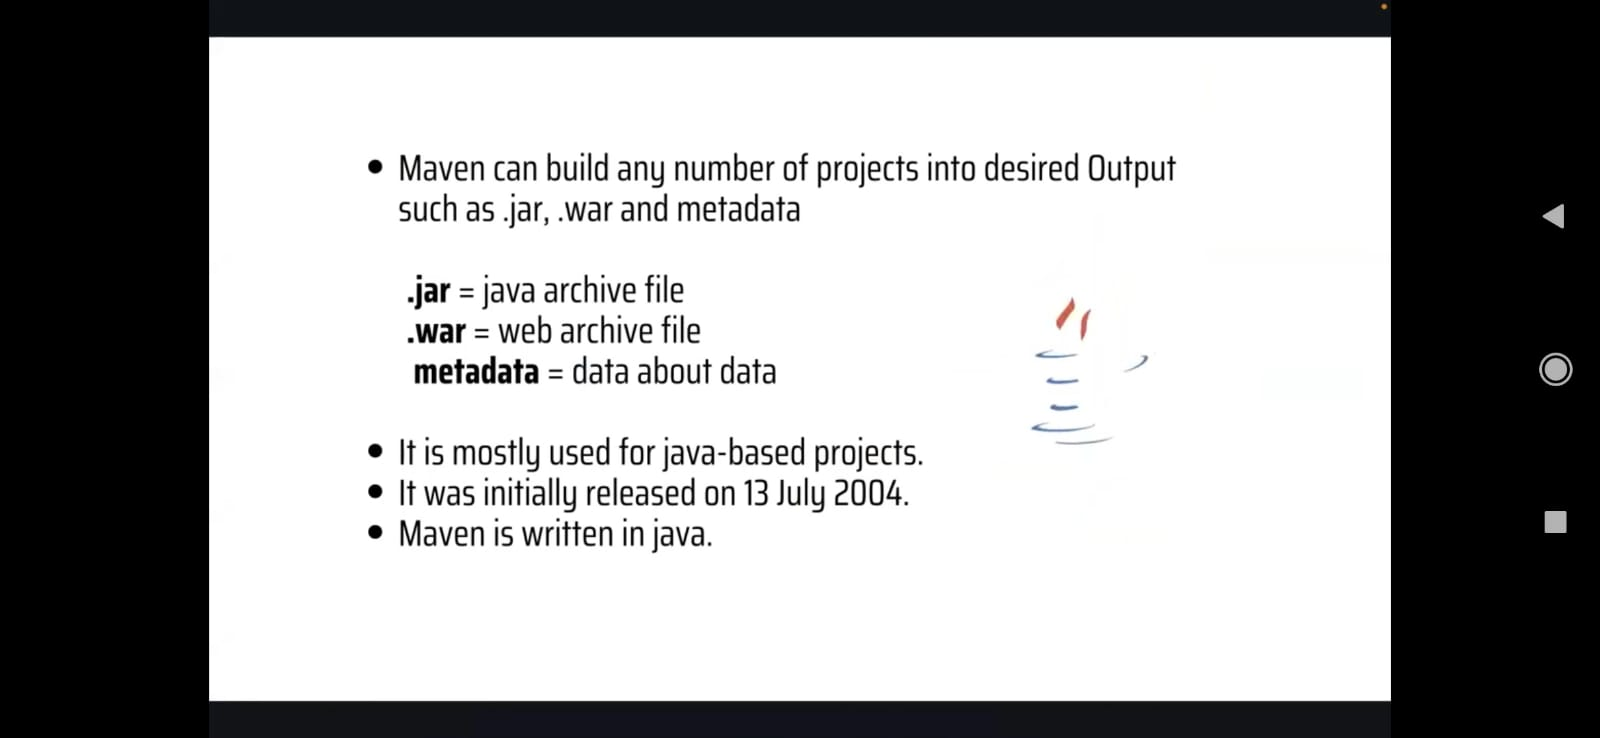 • Maven can build any number of projects into desired Output
such as .jar, .war and metadata
.jar = java archive file
.war = web archive file
metadata = data about data
• It is mostly used for java-based projects.
• It was initially released on 13 July 2004.
• Maven is written in java.